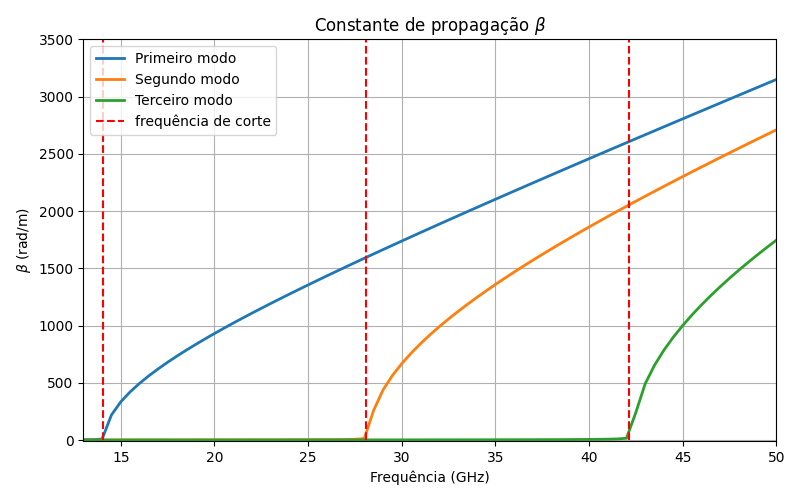 Constante de propagação β
Primeiro modo
Segundo modo
Terceiro modo
frequência de corte
β (rad/m)
3500
3000
2500
2000
1500
1000
500
0
15 20 25 30 35 40 45 50
Frequência (GHz)